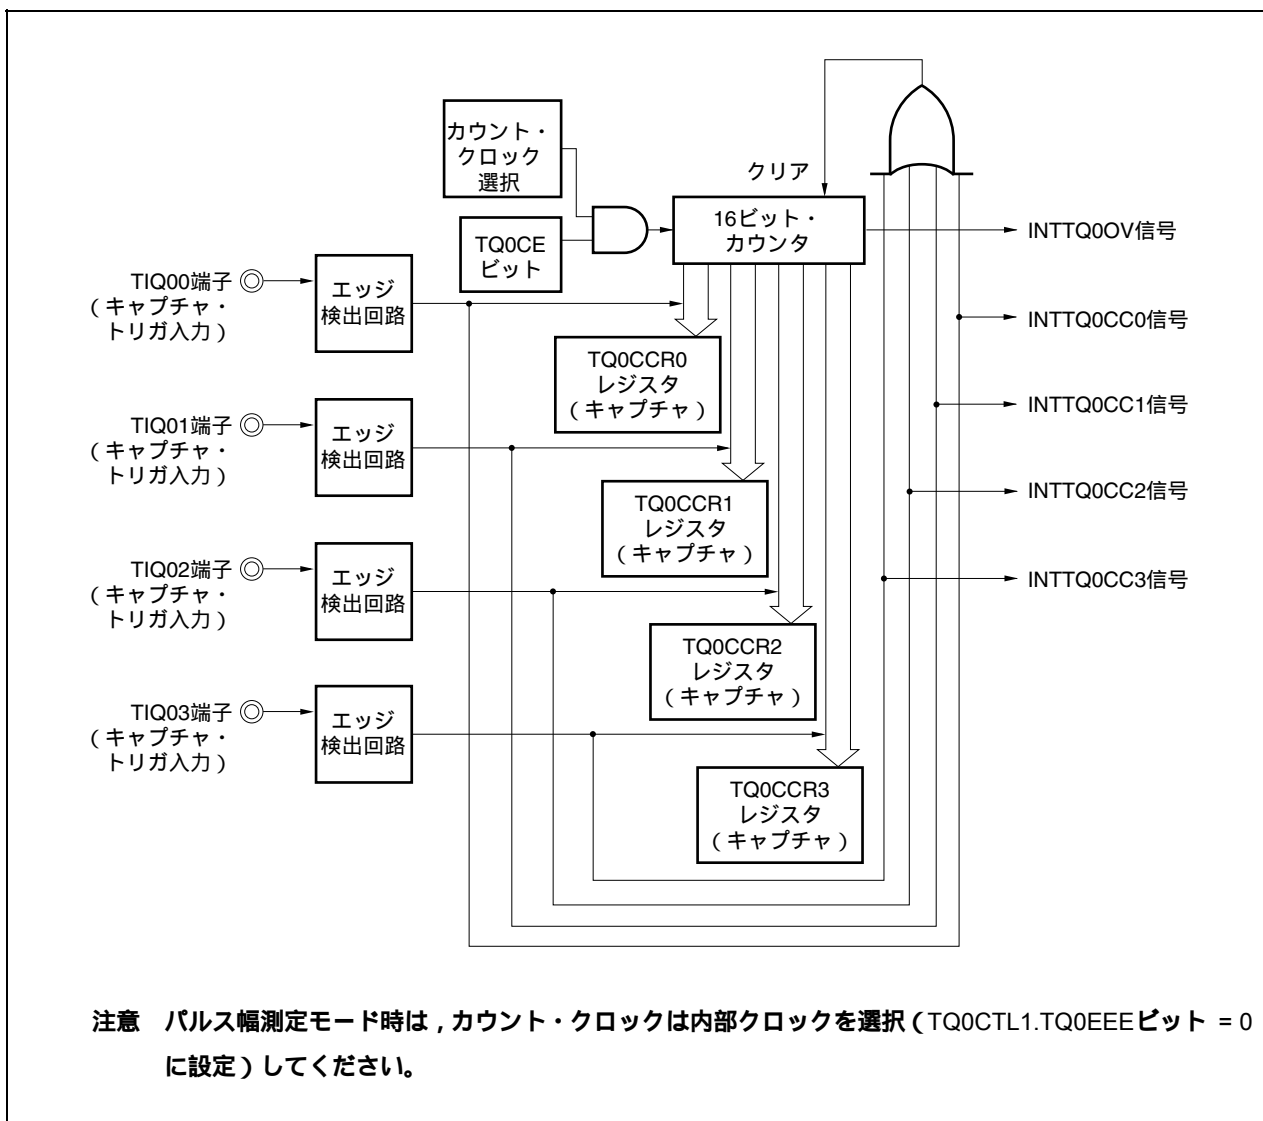 カウント・
クロック
選択
TQ0CE
ビット
クリア
16ビット・
カウンタ
INTTQ0OV信号
INTTQ0CC0信号
INTTQ0CC1信号
INTTQ0CC2信号
INTTQ0CC3信号
TIQ00端子
(キャプチャ・
トリガ入力)
エッジ
検出回路
TQ0CCR0
レジスタ
(キャプチャ)
TIQ01端子
(キャプチャ・
トリガ入力)
エッジ
検出回路
TQ0CCR1
レジスタ
(キャプチャ)
TIQ02端子
(キャプチャ・
トリガ入力)
エッジ
検出回路
TQ0CCR2
レジスタ
(キャプチャ)
TIQ03端子
(キャプチャ・
トリガ入力)
エッジ
検出回路
TQ0CCR3
レジスタ
(キャプチャ)
注意 パルス幅測定モード時は,カウント・クロックは内部クロックを選択(TQ0CTL1.TQ0EEEビット = 0
に設定)してください。